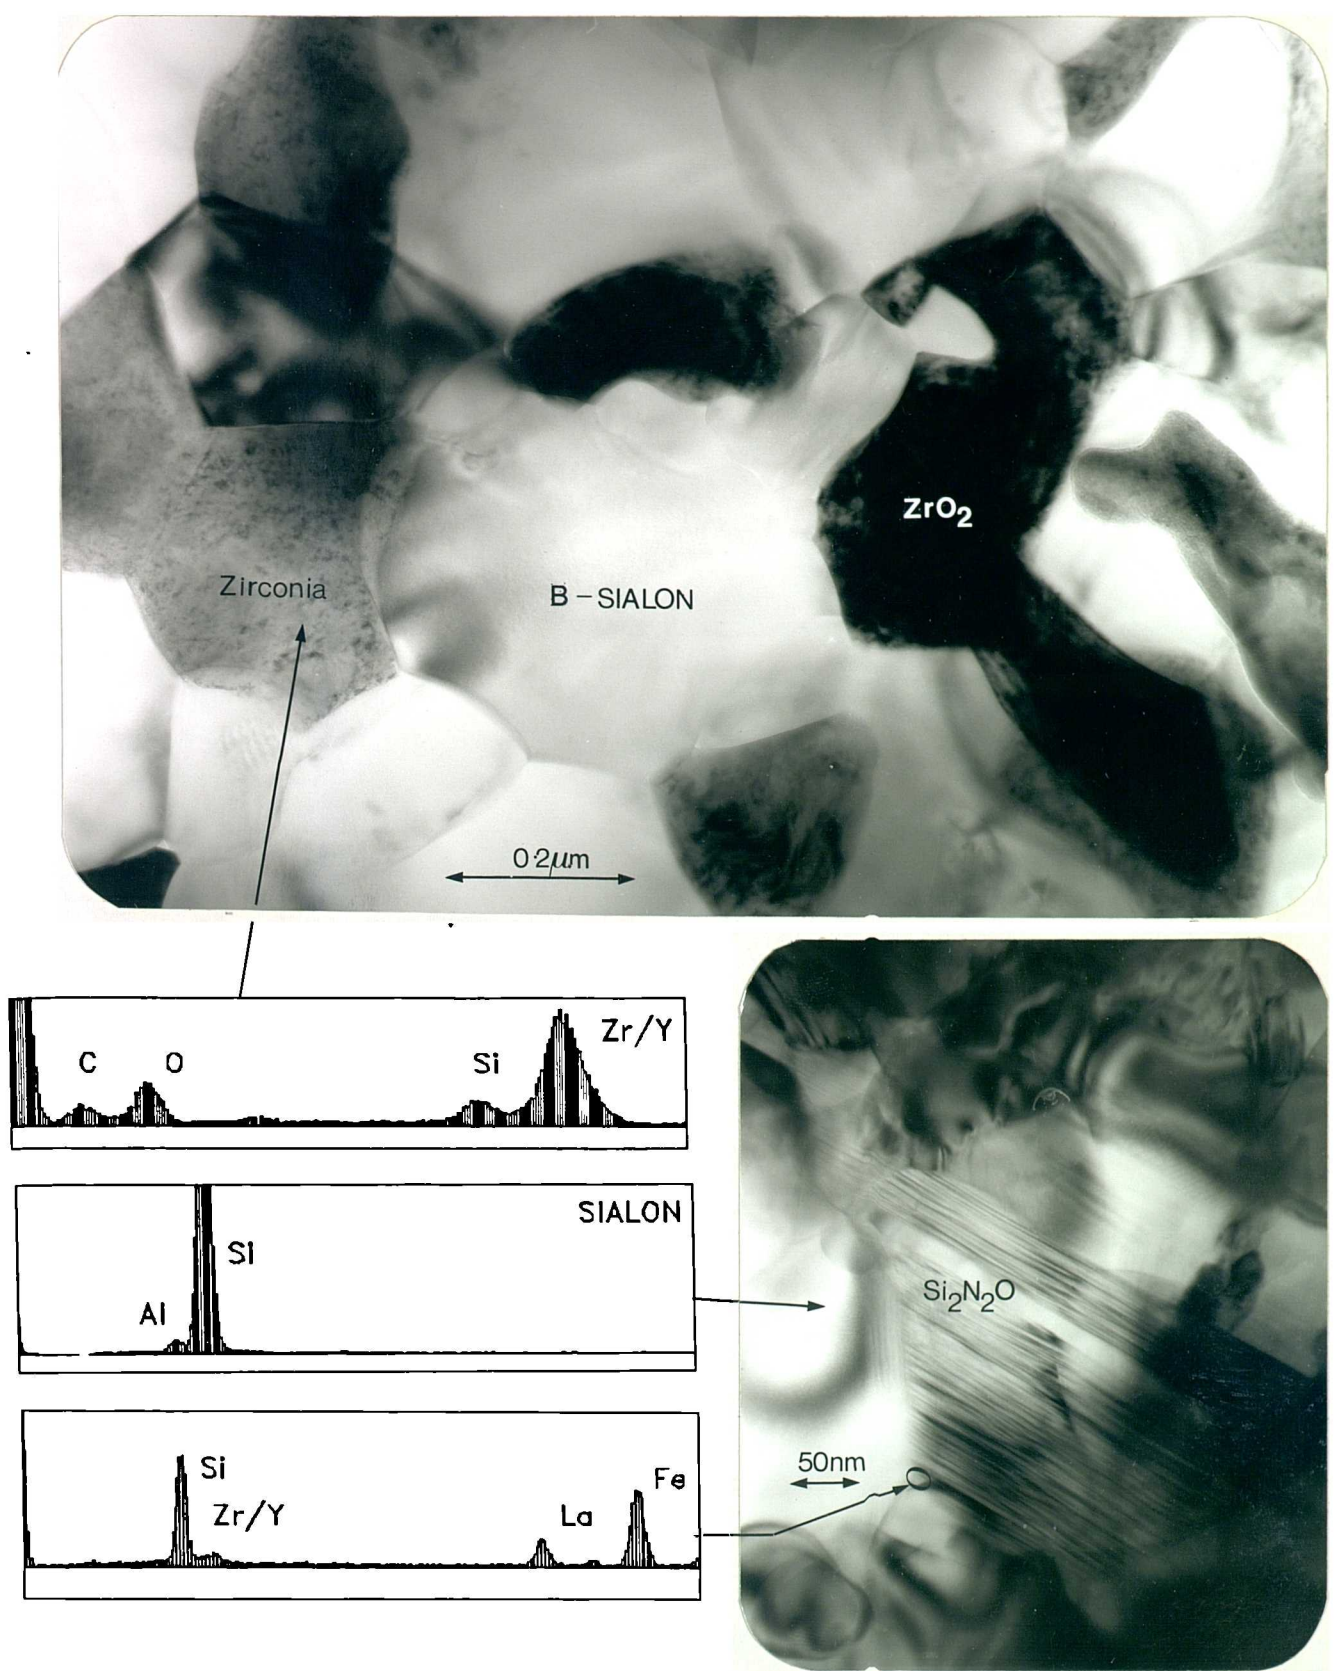 ZrO2
Zirconia
B – SIALON
0·2µm
Zr/Y
C
O
Si
SIALON
Si
Al
Si2N2O
50nm
Si
Zr/Y
La
Fe